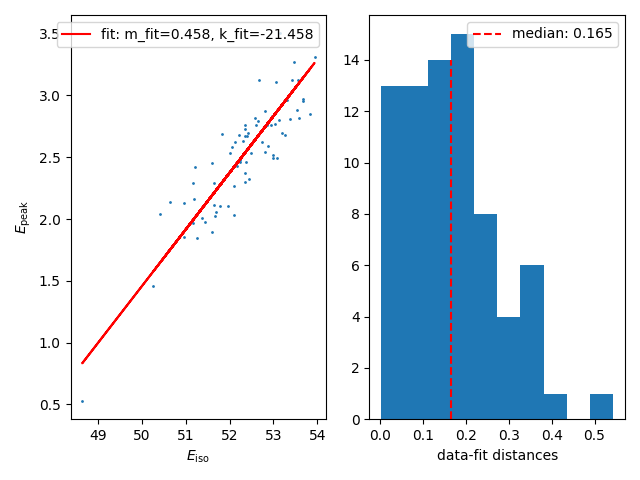 fit: m_fit=0.458, k_fit=-21.458
3.5
3.0
2.5
2.0
1.5
1.0
0.5
E_peak
49 50 51 52 53 54
E_iso
median: 0.165
14
12
10
8
6
4
2
0
0.0 0.1 0.2 0.3 0.4 0.5
data-fit distances